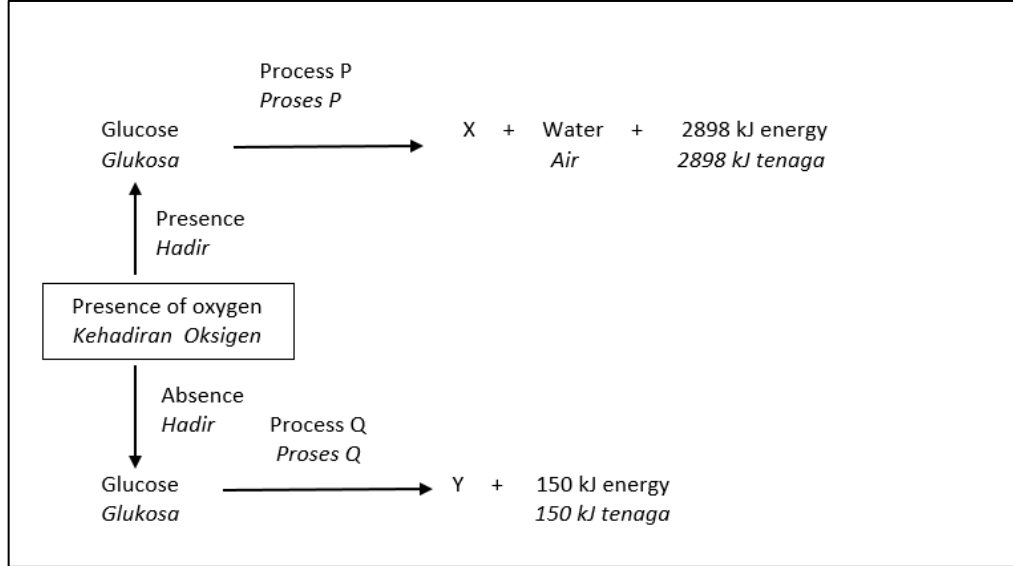 Process P
Proses P
Glucose
Glukosa
X + Water + 2898 kJ energy
Air 2898 kJ tenaga
Presence
Hadir
Presence of oxygen
Kehadiran Oksigen
Absence
Hadir
Process Q
Proses Q
Glucose
Glukosa
Y + 150 kJ energy
150 kJ tenaga